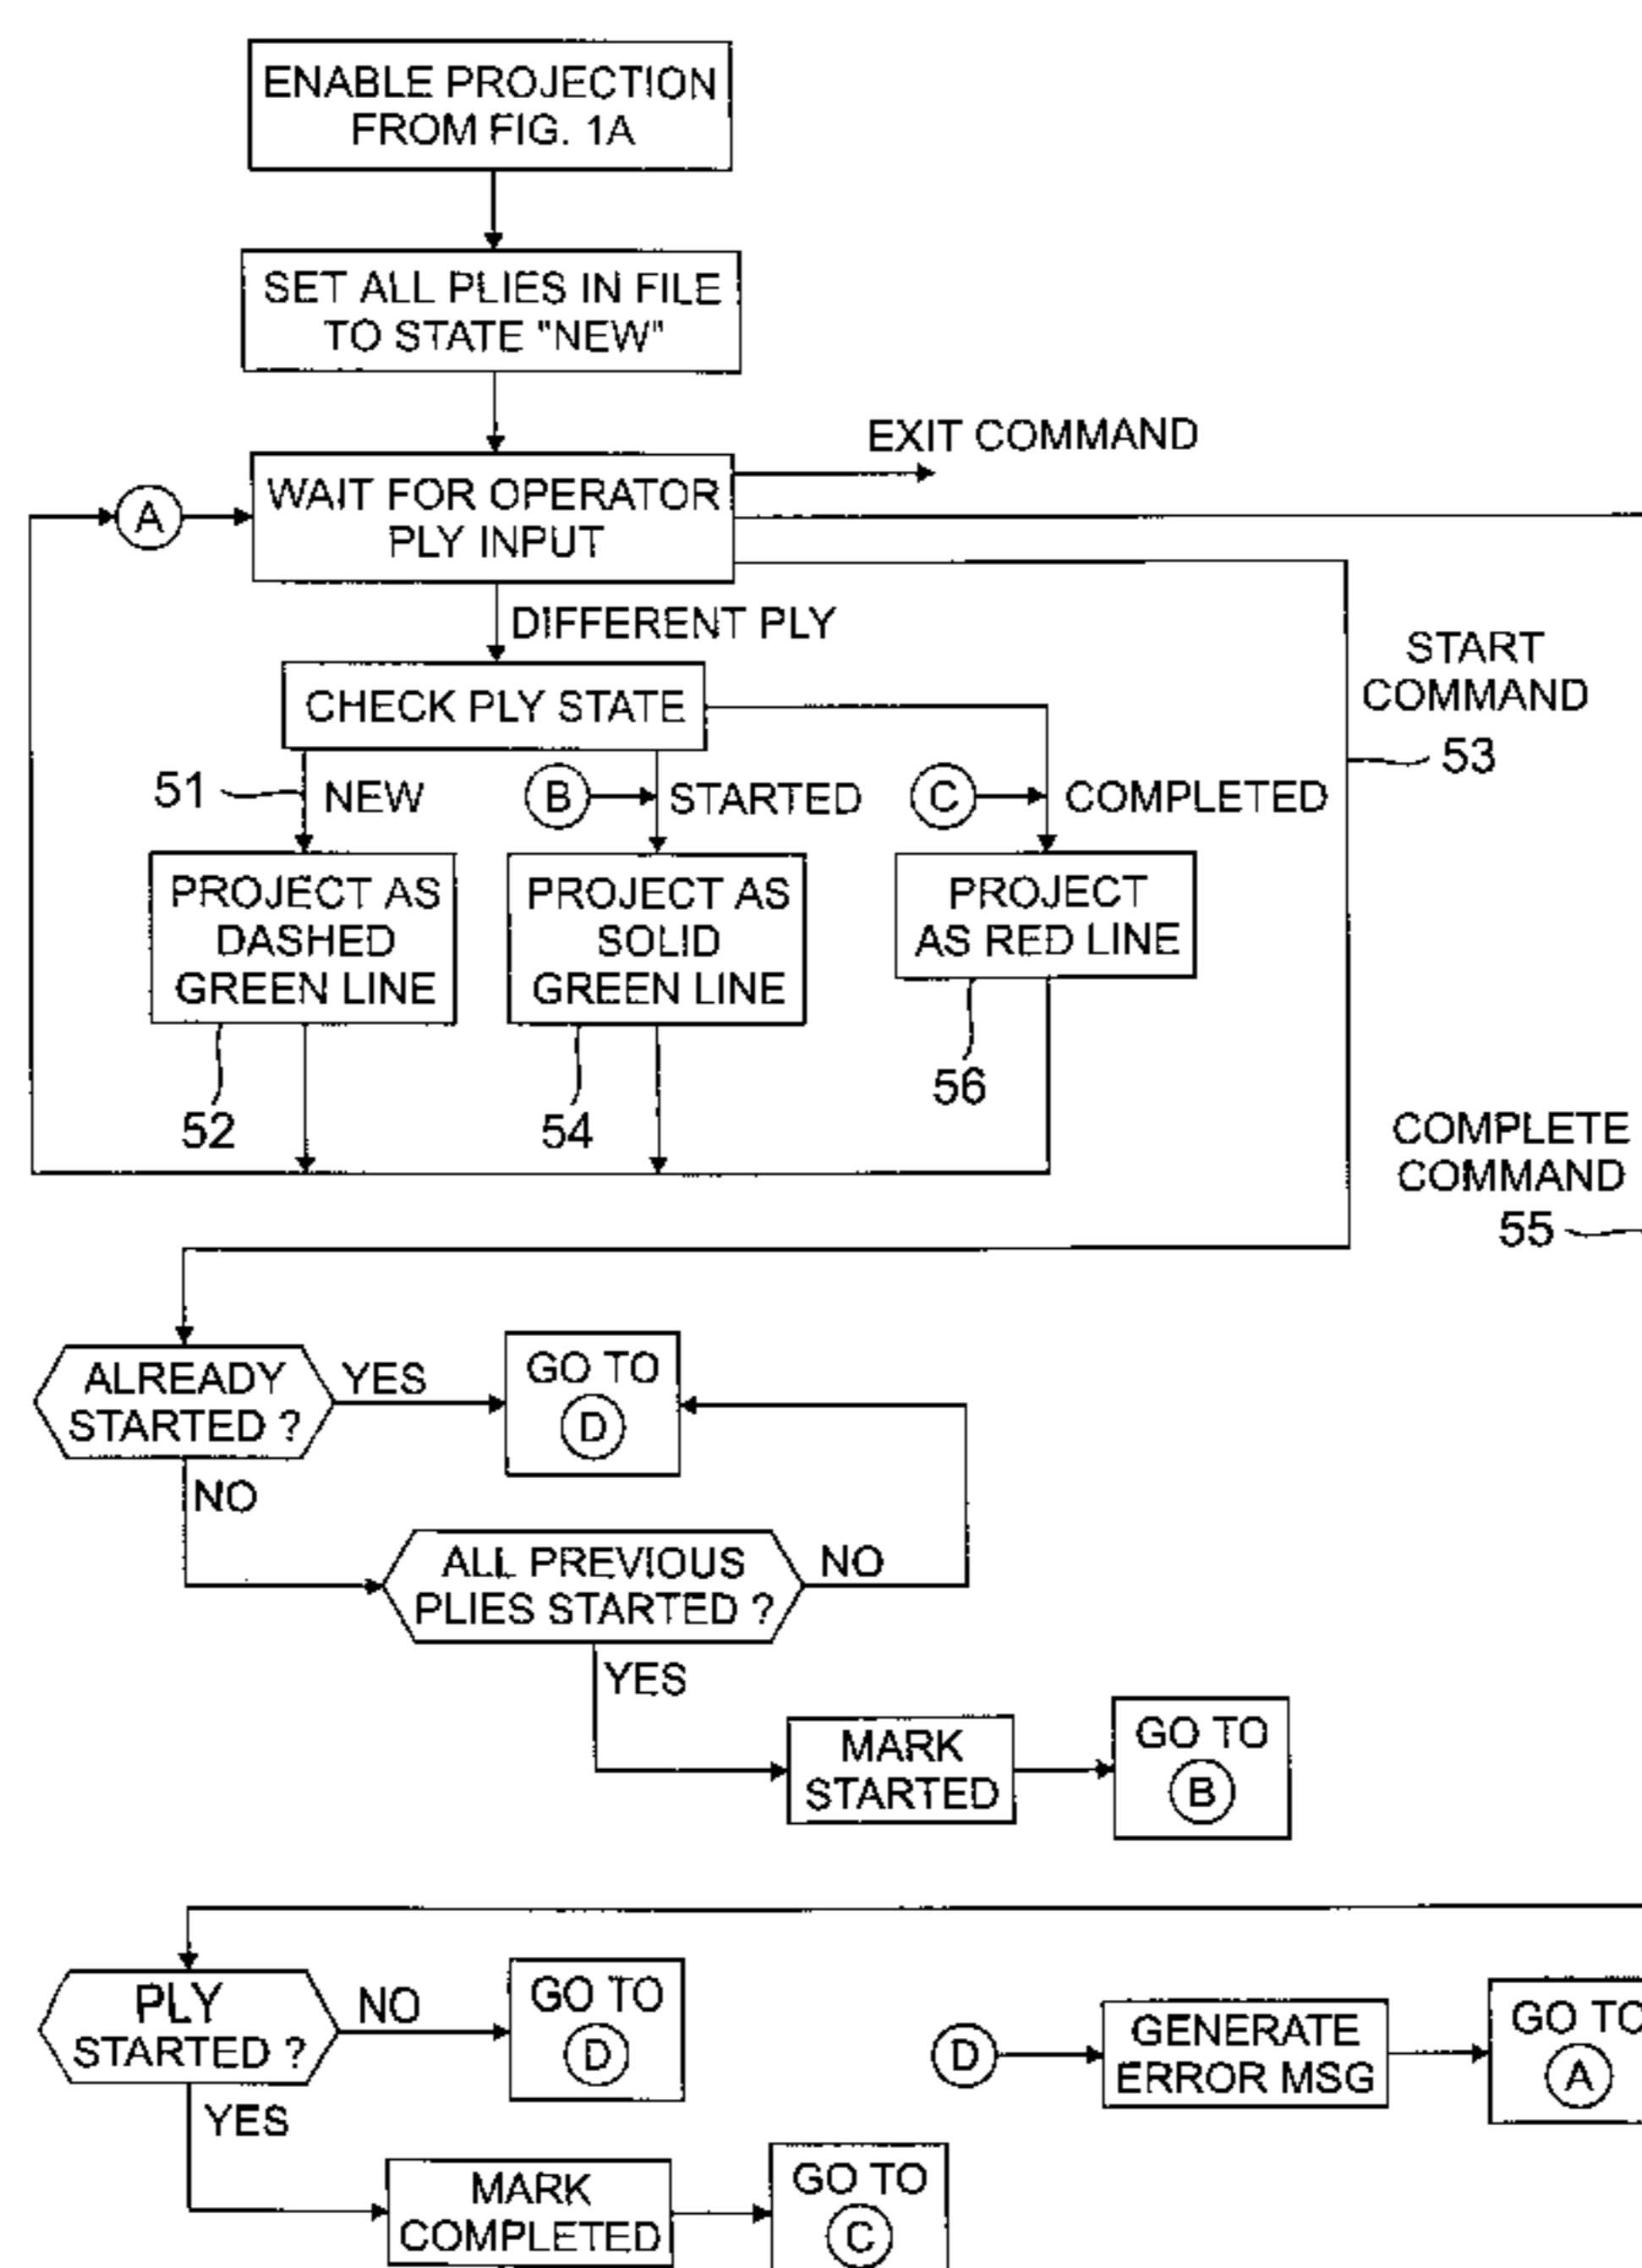 ENABLE PROJECTION
FROM FIG. 1A
SET ALL PLIES IN FILE
TO STATE "NEW"
EXIT COMMAND
A
WAIT FOR OPERATOR
PLY INPUT
DIFFERENT PLY
START
COMMAND
53
CHECK PLY STATE
51
NEW
B
STARTED
C
COMPLETED
PROJECT AS
DASHED
GREEN LINE
PROJECT AS
SOLID
GREEN LINE
PROJECT
AS RED LINE
52
54
56
COMPLETE
COMMAND
55
ALREADY
STARTED ?
YES
GO TO
D
NO
ALL PREVIOUS
PLIES STARTED ?
NO
YES
MARK
STARTED
GO TO
B
PLY
STARTED ?
NO
GO TO
D
D
GENERATE
ERROR MSG
GO TO
A
YES
MARK
COMPLETED
GO TO
C